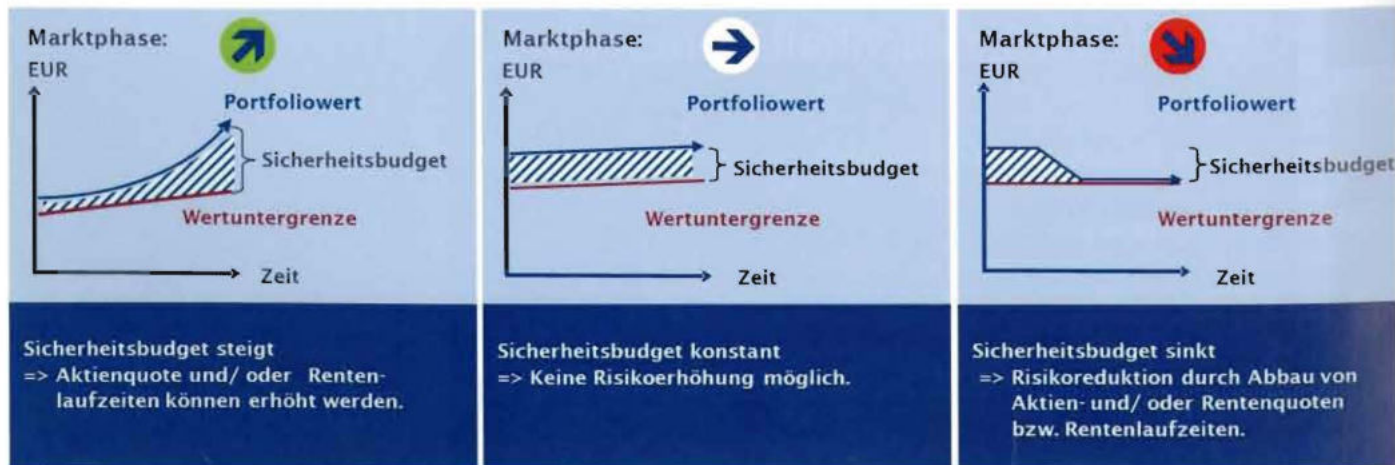 Marktphase:
EUR
Portfoliowert
Sicherheitsbudget
Wertuntergrenze
Zeit
Sicherheitsbudget steigt
=> Aktienquote und/ oder Renten-
laufzeiten können erhöht werden.
Marktphase:
EUR
Portfoliowert
Sicherheitsbudget
Wertuntergrenze
Zeit
Sicherheitsbudget konstant
=> Keine Risikoerhöhung möglich.
Marktphase:
EUR
Portfoliowert
Sicherheitsbudget
Wertuntergrenze
Zeit
Sicherheitsbudget sinkt
=> Risikoreduktion durch Abbau von
Aktien- und/ oder Rentenquoten
bzw. Rentenlaufzeiten.